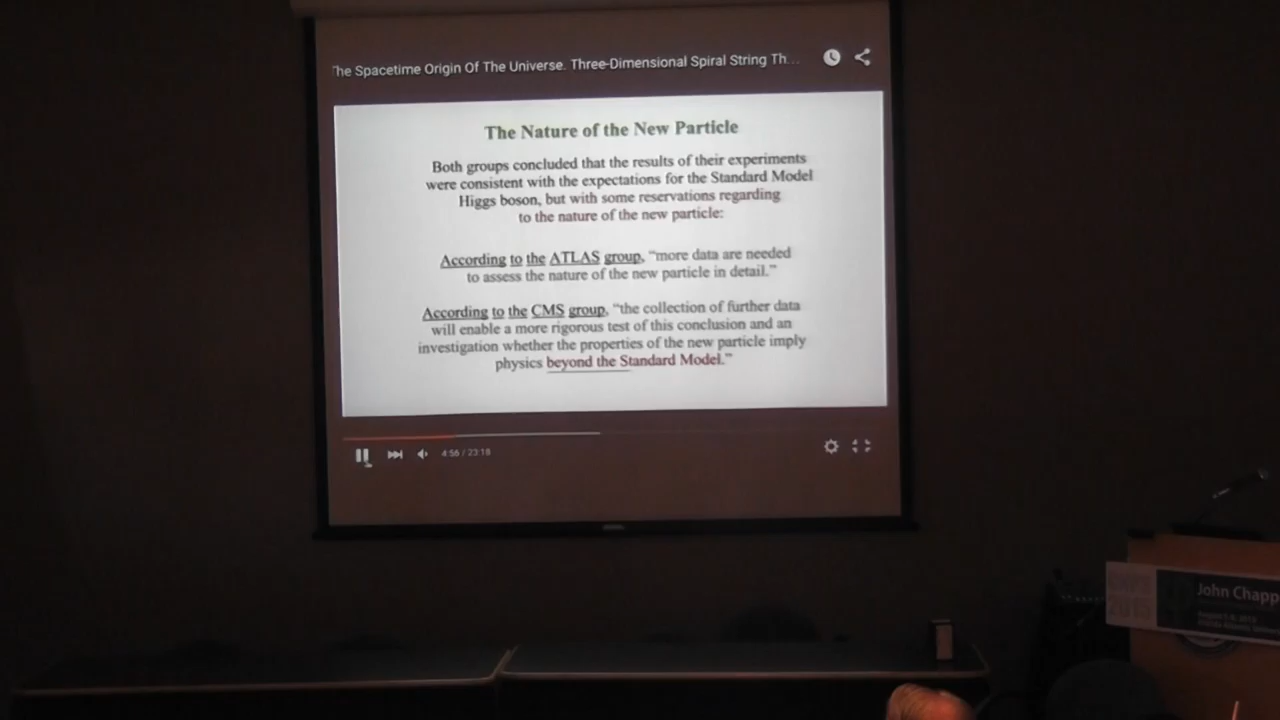 The Spacetime Origin Of The Universe. Three-Dimensional Spiral String Th...
The Nature of the New Particle
Both groups concluded that the results of their experiments
were consistent with the expectations for the Standard Model
Higgs boson, but with some reservations regarding
to the nature of the new particle:
According to the ATLAS group, “more data are needed
to assess the nature of the new particle in detail.”
According to the CMS group, “the collection of further data
will enable a more rigorous test of this conclusion and an
investigation whether the properties of the new particle imply
physics beyond the Standard Model.”
4:56 / 23:18
John Chapp
2015